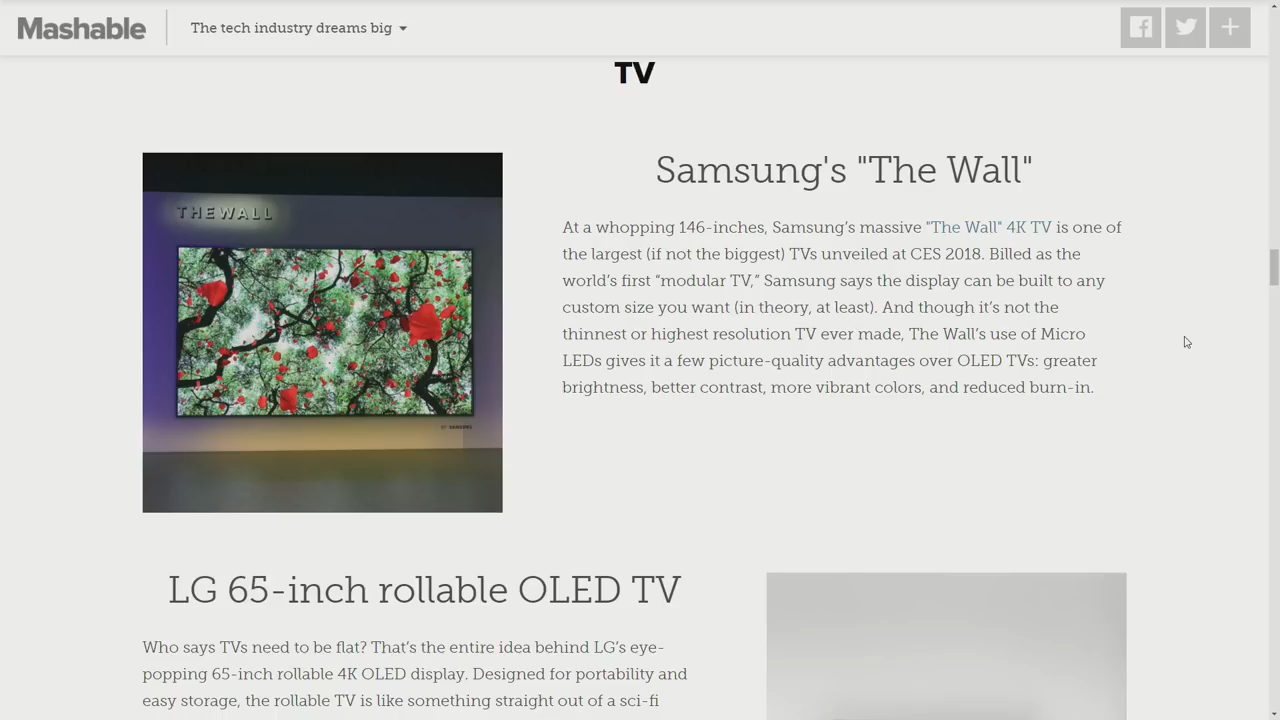 Mashable
The tech industry dreams big
TV
THEWALL
BY SAMSUNG
Samsung's "The Wall"
At a whopping 146-inches, Samsung’s massive "The Wall" 4K TV is one of
the largest (if not the biggest) TVs unveiled at CES 2018. Billed as the
world’s first “modular TV,” Samsung says the display can be built to any
custom size you want (in theory, at least). And though it’s not the
thinnest or highest resolution TV ever made, The Wall’s use of Micro
LEDs gives it a few picture-quality advantages over OLED TVs: greater
brightness, better contrast, more vibrant colors, and reduced burn-in.
LG 65-inch rollable OLED TV
Who says TVs need to be flat? That’s the entire idea behind LG’s eye-
popping 65-inch rollable 4K OLED display. Designed for portability and
easy storage, the rollable TV is like something straight out of a sci-fi